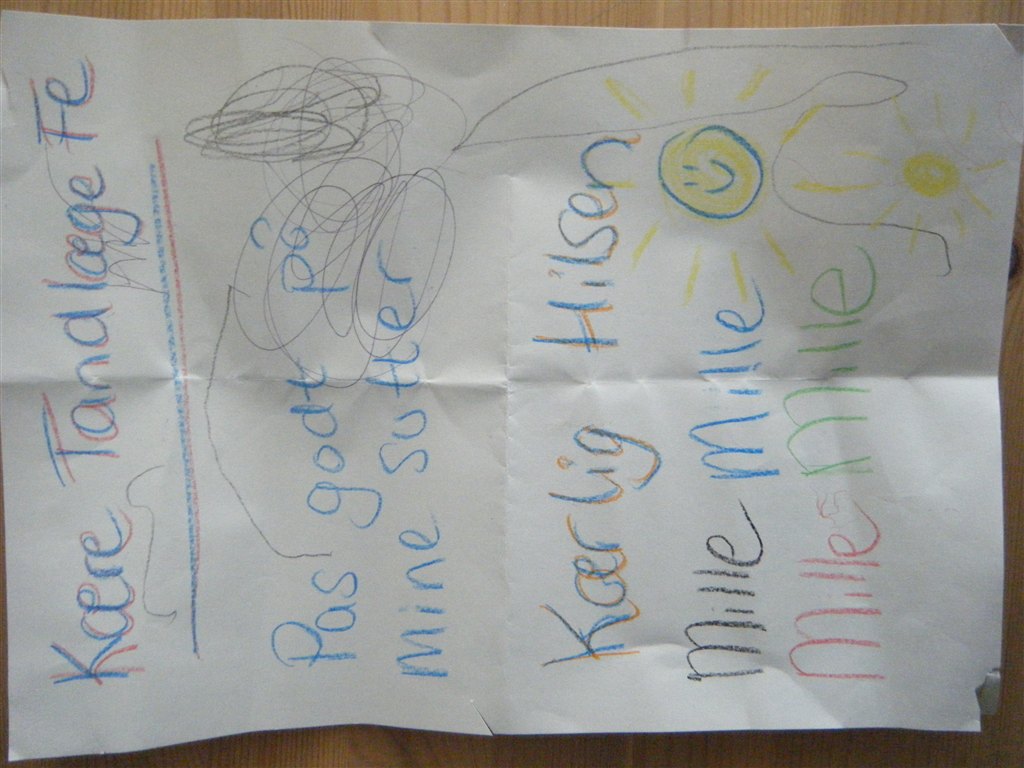 Kære Tandlæge Fe
Pas godt på
mine sutter
Kærlig Hilsen
Mille Mille
Mille Mille